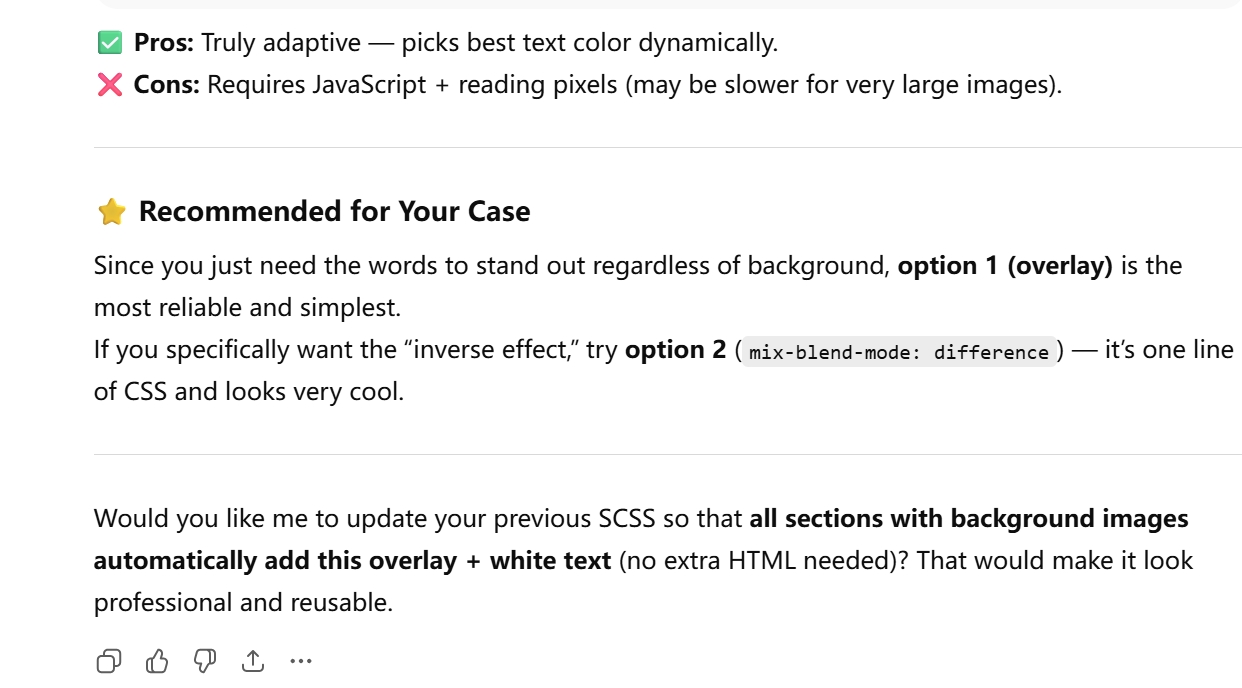 ✅ Pros: Truly adaptive — picks best text color dynamically.
❌ Cons: Requires JavaScript + reading pixels (may be slower for very large images).
⭐ Recommended for Your Case
Since you just need the words to stand out regardless of background, option 1 (overlay) is the
most reliable and simplest.
If you specifically want the “inverse effect,” try option 2 (mix-blend-mode: difference) — it’s one line
of CSS and looks very cool.
Would you like me to update your previous SCSS so that all sections with background images
automatically add this overlay + white text (no extra HTML needed)? That would make it look
professional and reusable.